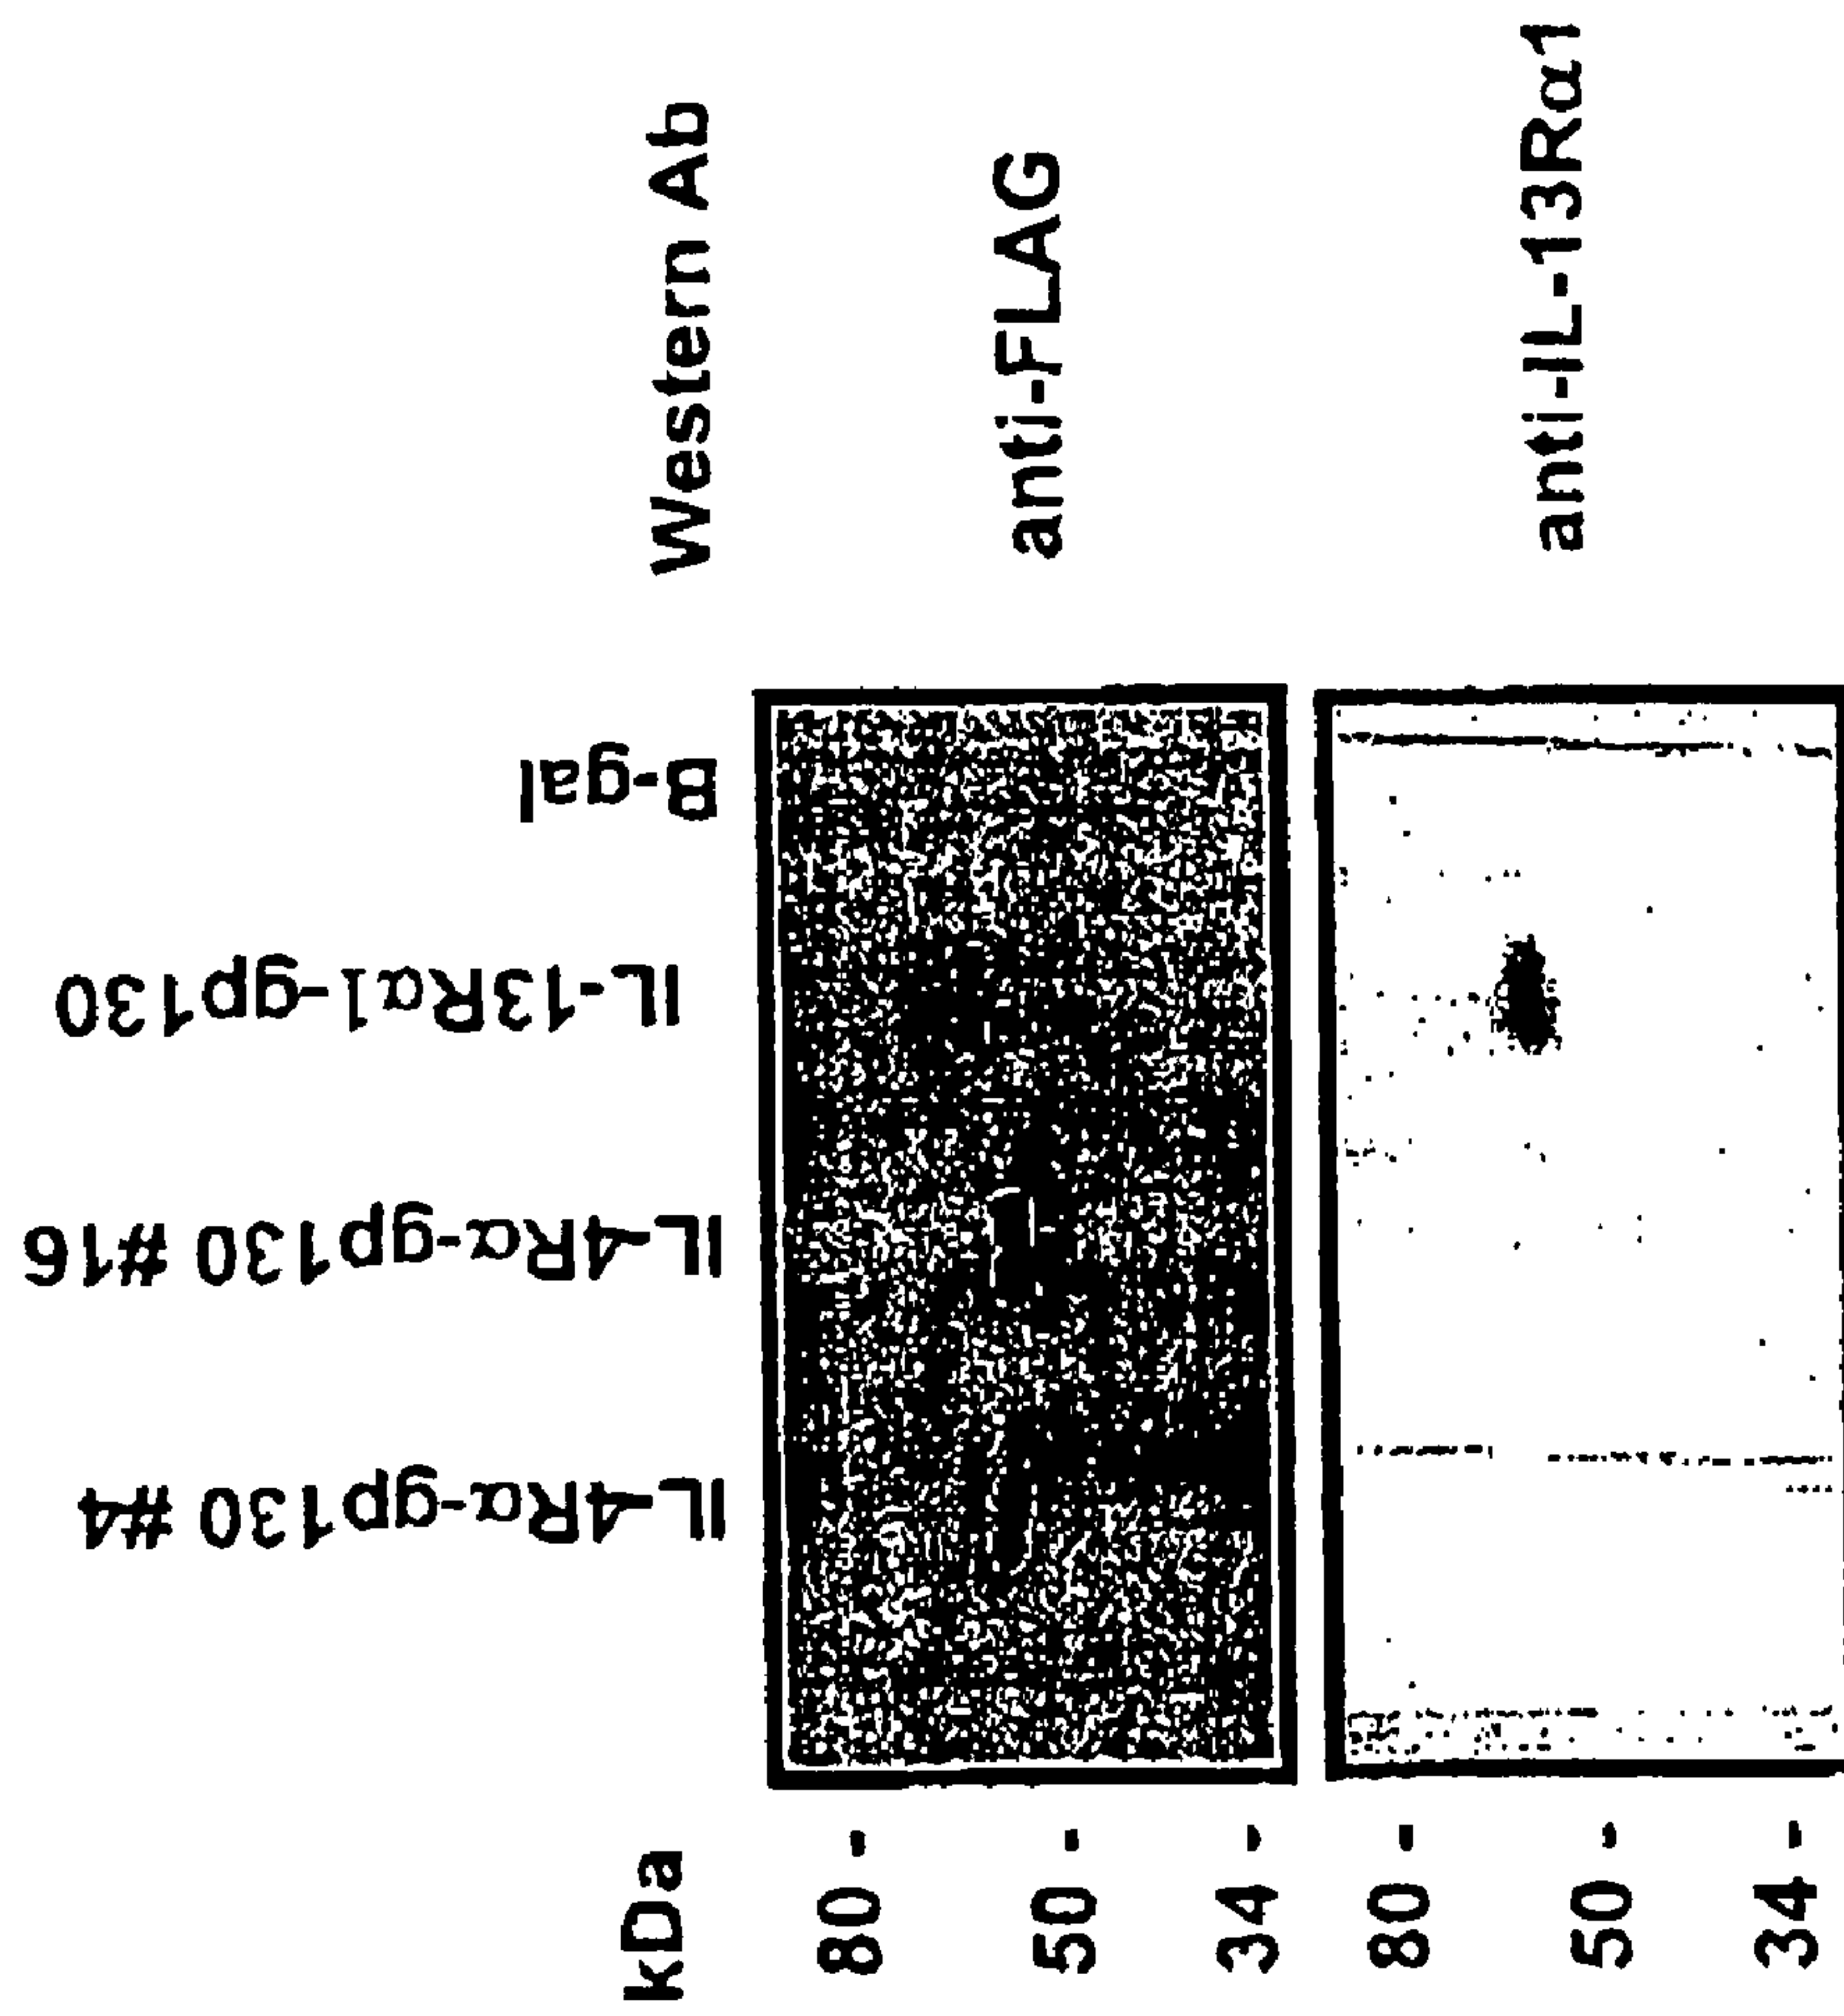 Western Ab
anti-FLAG
anti-IL-13Rα1
B-gal
IL-13Rα1-gp130
IL-4Rα-gp130 #16
IL-4Rα-gp130 #4
kDa
80-
50-
34-
80-
50-
34-